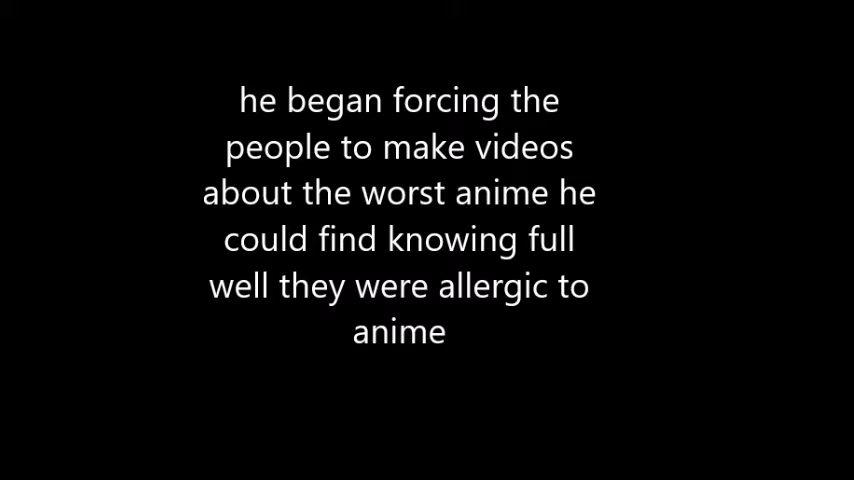 he began forcing the
people to make videos
about the worst anime he
could find knowing full
well they were allergic to
anime